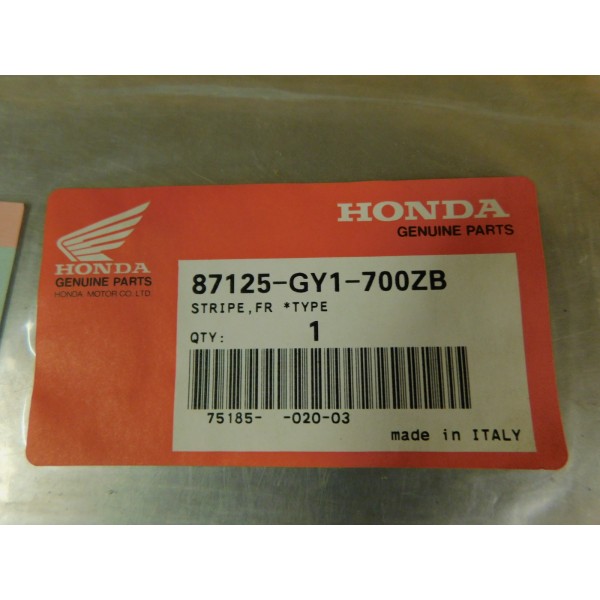 HONDA
GENUINE PARTS
HONDA MOTOR CO. LTD.
HONDA
GENUINE PARTS
87125-GY1-700ZB
STRIPE,FR *TYPE
QTY: 1
75185- -020-03
made in ITALY